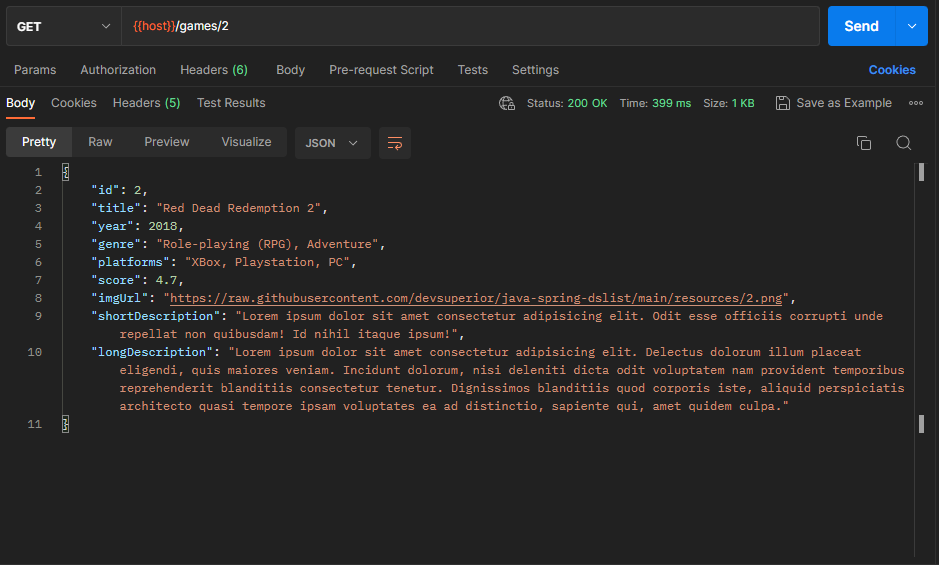 GET {{host}}/games/2 Send
Params Authorization Headers (6) Body Pre-request Script Tests Settings Cookies
Body Cookies Headers (5) Test Results Status: 200 OK Time: 399 ms Size: 1 KB Save as Example
Pretty Raw Preview Visualize JSON
1 {
2 "id": 2,
3 "title": "Red Dead Redemption 2",
4 "year": 2018,
5 "genre": "Role-playing (RPG), Adventure",
6 "platforms": "XBox, Playstation, PC",
7 "score": 4.7,
8 "imgUrl": "https://raw.githubusercontent.com/devsuperior/java-spring-dslist/main/resources/2.png",
9 "shortDescription": "Lorem ipsum dolor sit amet consectetur adipisicing elit. Odit esse officiis corrupti unde
repellat non quibusdam! Id nihil itaque ipsum!",
10 "longDescription": "Lorem ipsum dolor sit amet consectetur adipisicing elit. Delectus dolorum illum placeat
eligendi, quis maiores veniam. Incidunt dolorum, nisi deleniti dicta odit voluptatem nam provident temporibus
reprehenderit blanditiis consectetur tenetur. Dignissimos blanditiis quod corporis iste, aliquid perspiciatis
architecto quasi tempore ipsam voluptates ea ad distinctio, sapiente qui, amet quidem culpa."
11 }